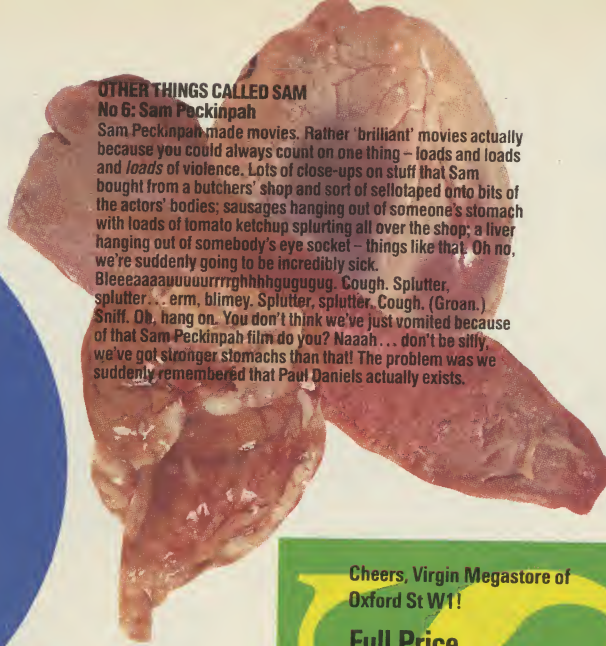 OTHER THINGS CALLED SAM
No 6: Sam Peckinpah
Sam Peckinpah made movies. Rather 'brilliant' movies actually
because you could always count on one thing – loads and loads
and loads of violence. Lots of close-ups on stuff that Sam
bought from a butchers' shop and sort of sellotaped onto bits of
the actors' bodies; sausages hanging out of someone's stomach
with loads of tomato ketchup splurting all over the shop; a liver
hanging out of somebody's eye socket – things like that. Oh no,
we're suddenly going to be incredibly sick.
Bleeeaaaauuuuurrrrghhhhgugugug. Cough. Splutter,
splutter... erm, blimey. Splutter, splutter. Cough. (Groan.)
Sniff. Oh, hang on. You don't think we've just vomited because
of that Sam Peckinpah film do you? Naaah... don't be silly,
we've got stronger stomachs than that! The problem was we
suddenly remembered that Paul Daniels actually exists.
Cheers, Virgin Megastore of
Oxford St W1!
Full Price